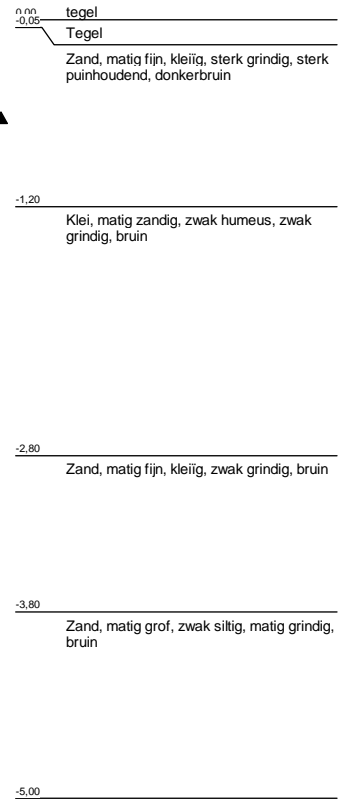 0,00 tegel
-0,05
Tegel
Zand, matig fijn, kleiïg, sterk grindig, sterk
puinhoudend, donkerbruin
-1,20
Klei, matig zandig, zwak humeus, zwak
grindig, bruin
-2,80
Zand, matig fijn, kleiïg, zwak grindig, bruin
-3,80
Zand, matig grof, zwak siltig, matig grindig,
bruin
-5,00